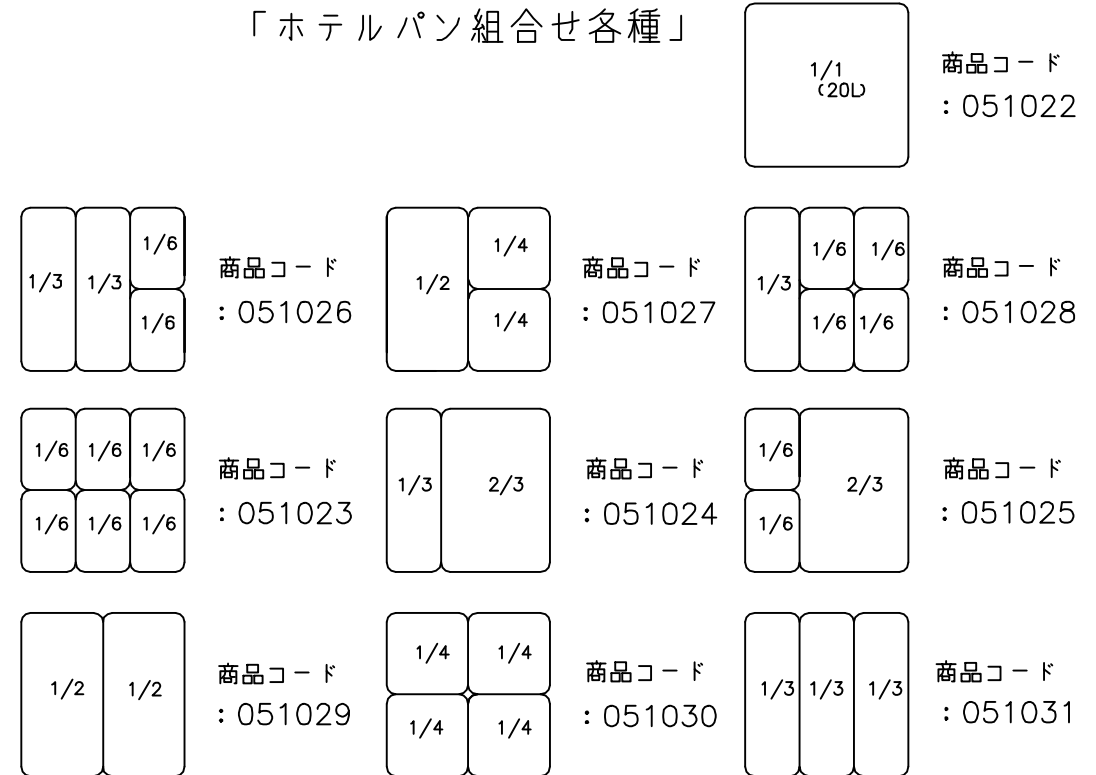 「ホテルパン組合せ各種」
1/1
(20L)
商品コード
:051022
1/3 1/3 1/6
1/6
商品コード
:051026
1/2 1/4
1/4
商品コード
:051027
1/3 1/6 1/6
1/6 1/6
商品コード
:051028
1/6 1/6 1/6
1/6 1/6 1/6
商品コード
:051023
1/3 2/3
商品コード
:051024
1/6
2/3
1/6
商品コード
:051025
1/2 1/2
商品コード
:051029
1/4 1/4
1/4 1/4
商品コード
:051030
1/3 1/3 1/3
商品コード
:051031